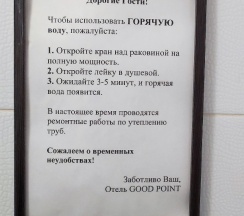 Дорогие Гости!
Чтобы использовать ГОРЯЧУЮ
воду, пожалуйста:
1. Откройте кран над раковиной на
полную мощность.
2. Откройте лейку в душевой.
3. Ожидайте 3-5 минут, и горячая
вода появится.
В настоящее время проводятся
ремонтные работы по утеплению
труб.
Сожалеем о временных
неудобствах!
Заботливо Ваш,
Отель GOOD POINT